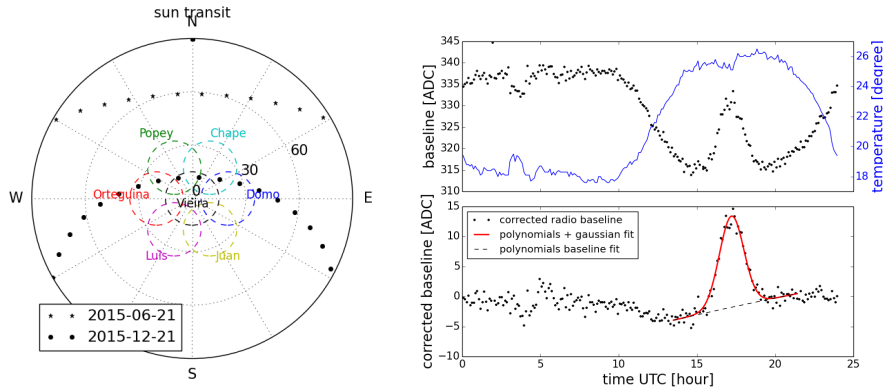 sun transit
N
Popey
Chape
60
30
W
Orteguina
0
Domo
E
Vieira
Luis
Juan
2015-06-21
2015-12-21
S
345
340
335
330
325
320
315
310
baseline [ADC]
26
24
22
20
18
temperature [degree]
15
10
5
0
−5
−10
corrected baseline [ADC]
corrected radio baseline
polynomials + gaussian fit
polynomials baseline fit
0
5
10
15
20
25
time UTC [hour]